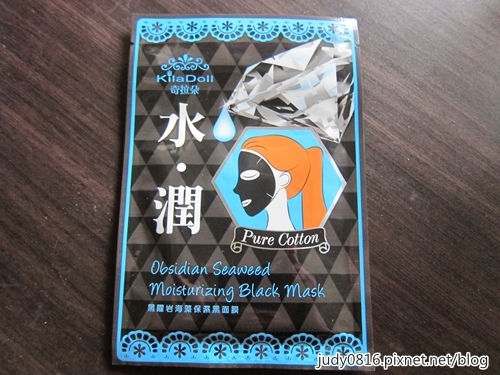 KilaDoll
奇拉朵
水·潤
Pure Cotton
Obsidian Seaweed
Moisturizing Black Mask
黑曜岩海藻保濕黑面膜
judy0816.pixnet.net/blog